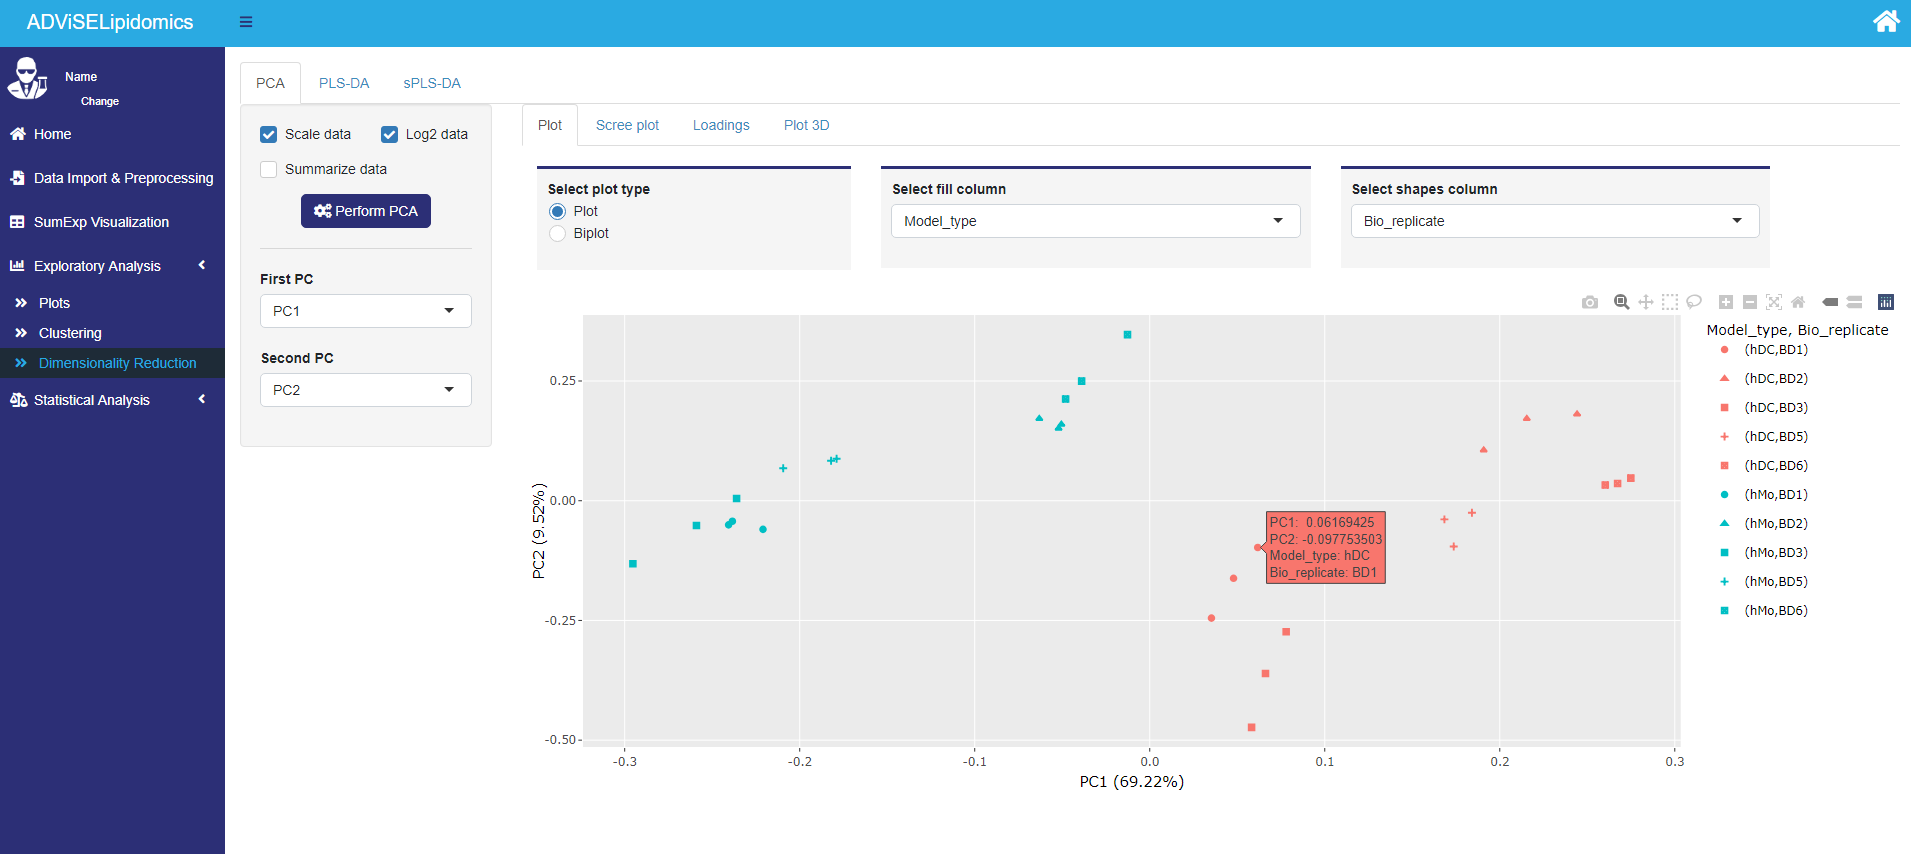 ADViSELipidomics
Name
Change
Home
Data Import & Preprocessing
SumExp Visualization
Exploratory Analysis
Plots
Clustering
Dimensionality Reduction
Statistical Analysis
PCA PLS-DA sPLS-DA
Scale data Log2 data
Summarize data
Perform PCA
First PC
PC1
Second PC
PC2
Plot Scree plot Loadings Plot 3D
Select plot type
Plot
Biplot
Select fill column
Model_type
Select shapes column
Bio_replicate
0.25
0.00
-0.25
-0.50
PC2 (9.52%)
PC1: 0.06169425
PC2: -0.097753503
Model_type: hDC
Bio_replicate: BD1
-0.3 -0.2 -0.1 0.0 0.1 0.2 0.3
PC1 (69.22%)
Model_type, Bio_replicate
(hDC,BD1)
(hDC,BD2)
(hDC,BD3)
(hDC,BD5)
(hDC,BD6)
(hMo,BD1)
(hMo,BD2)
(hMo,BD3)
(hMo,BD5)
(hMo,BD6)